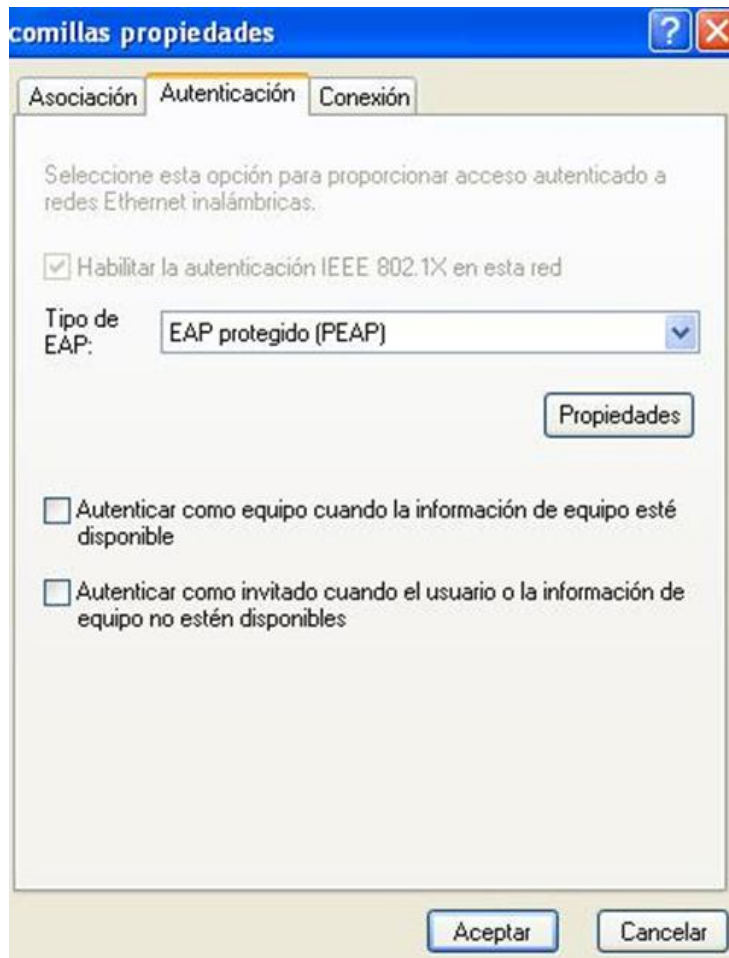 comillas propiedades
Asociación Autenticación Conexión
Seleccione esta opción para proporcionar acceso autenticado a
redes Ethernet inalámbricas.
Habilitar la autenticación IEEE 802.1X en esta red
Tipo de
EAP:
EAP protegido (PEAP)
Propiedades
Autenticar como equipo cuando la información de equipo esté
disponible
Autenticar como invitado cuando el usuario o la información de
equipo no estén disponibles
Aceptar Cancelar